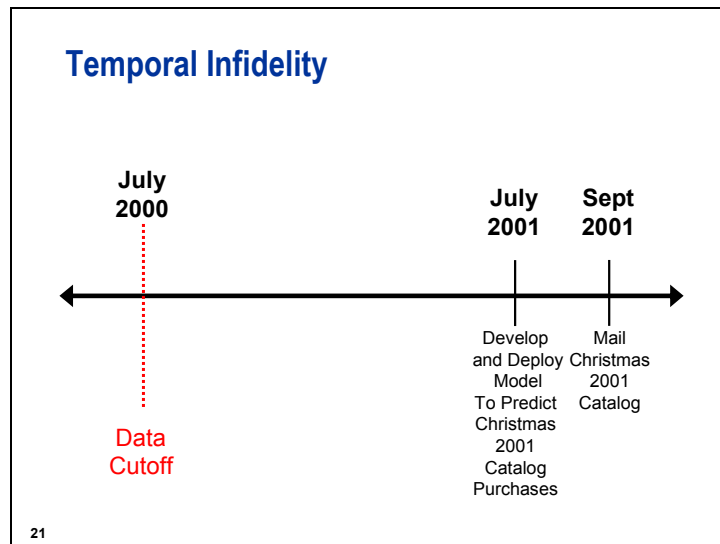 Temporal Infidelity
July
2000
July
2001
Sept
2001
Develop
and Deploy
Model
To Predict
Christmas
2001
Catalog
Purchases
Mail
Christmas
2001
Catalog
Data
Cutoff
21